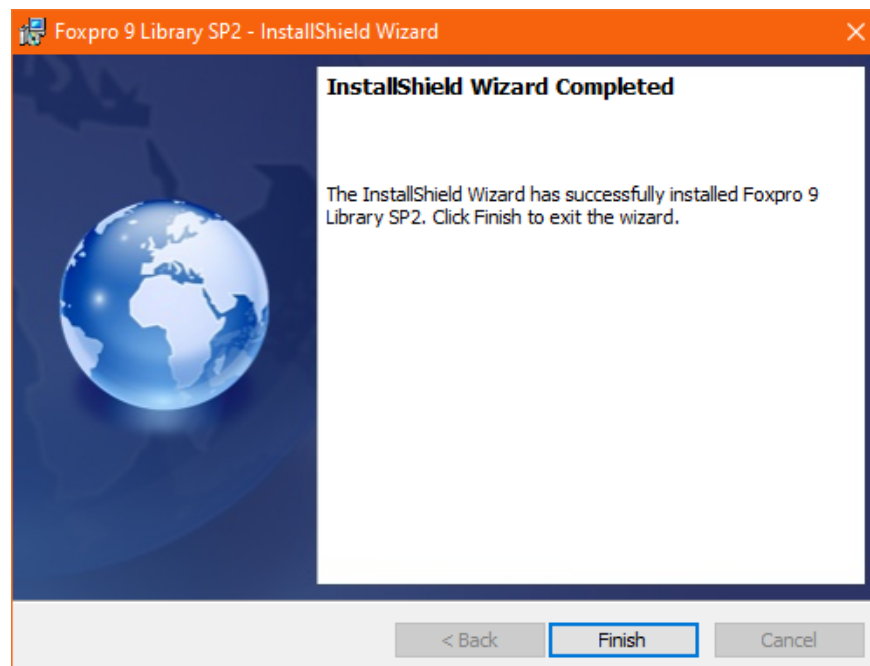 Foxpro 9 Library SP2 - InstallShield Wizard
InstallShield Wizard Completed
The InstallShield Wizard has successfully installed Foxpro 9
Library SP2. Click Finish to exit the wizard.
< Back
Finish
Cancel